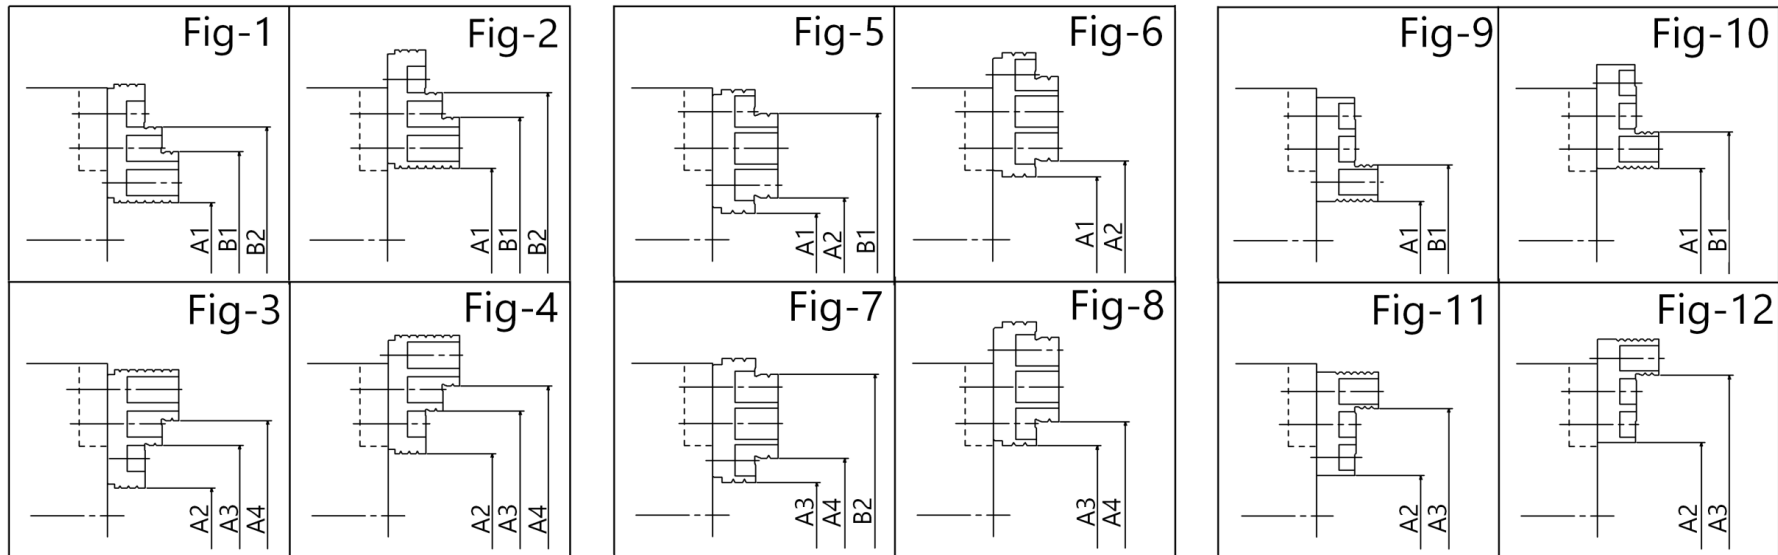 Fig-1
A1
B1
B2
Fig-2
A1
B1
B2
Fig-3
A2
A3
A4
Fig-4
A2
A3
A4
Fig-5
A1
A2
B1
Fig-6
A1
A2
Fig-7
A3
A4
B2
Fig-8
A3
A4
Fig-9
A1
B1
Fig-10
A1
B1
Fig-11
A2
A3
Fig-12
A2
A3